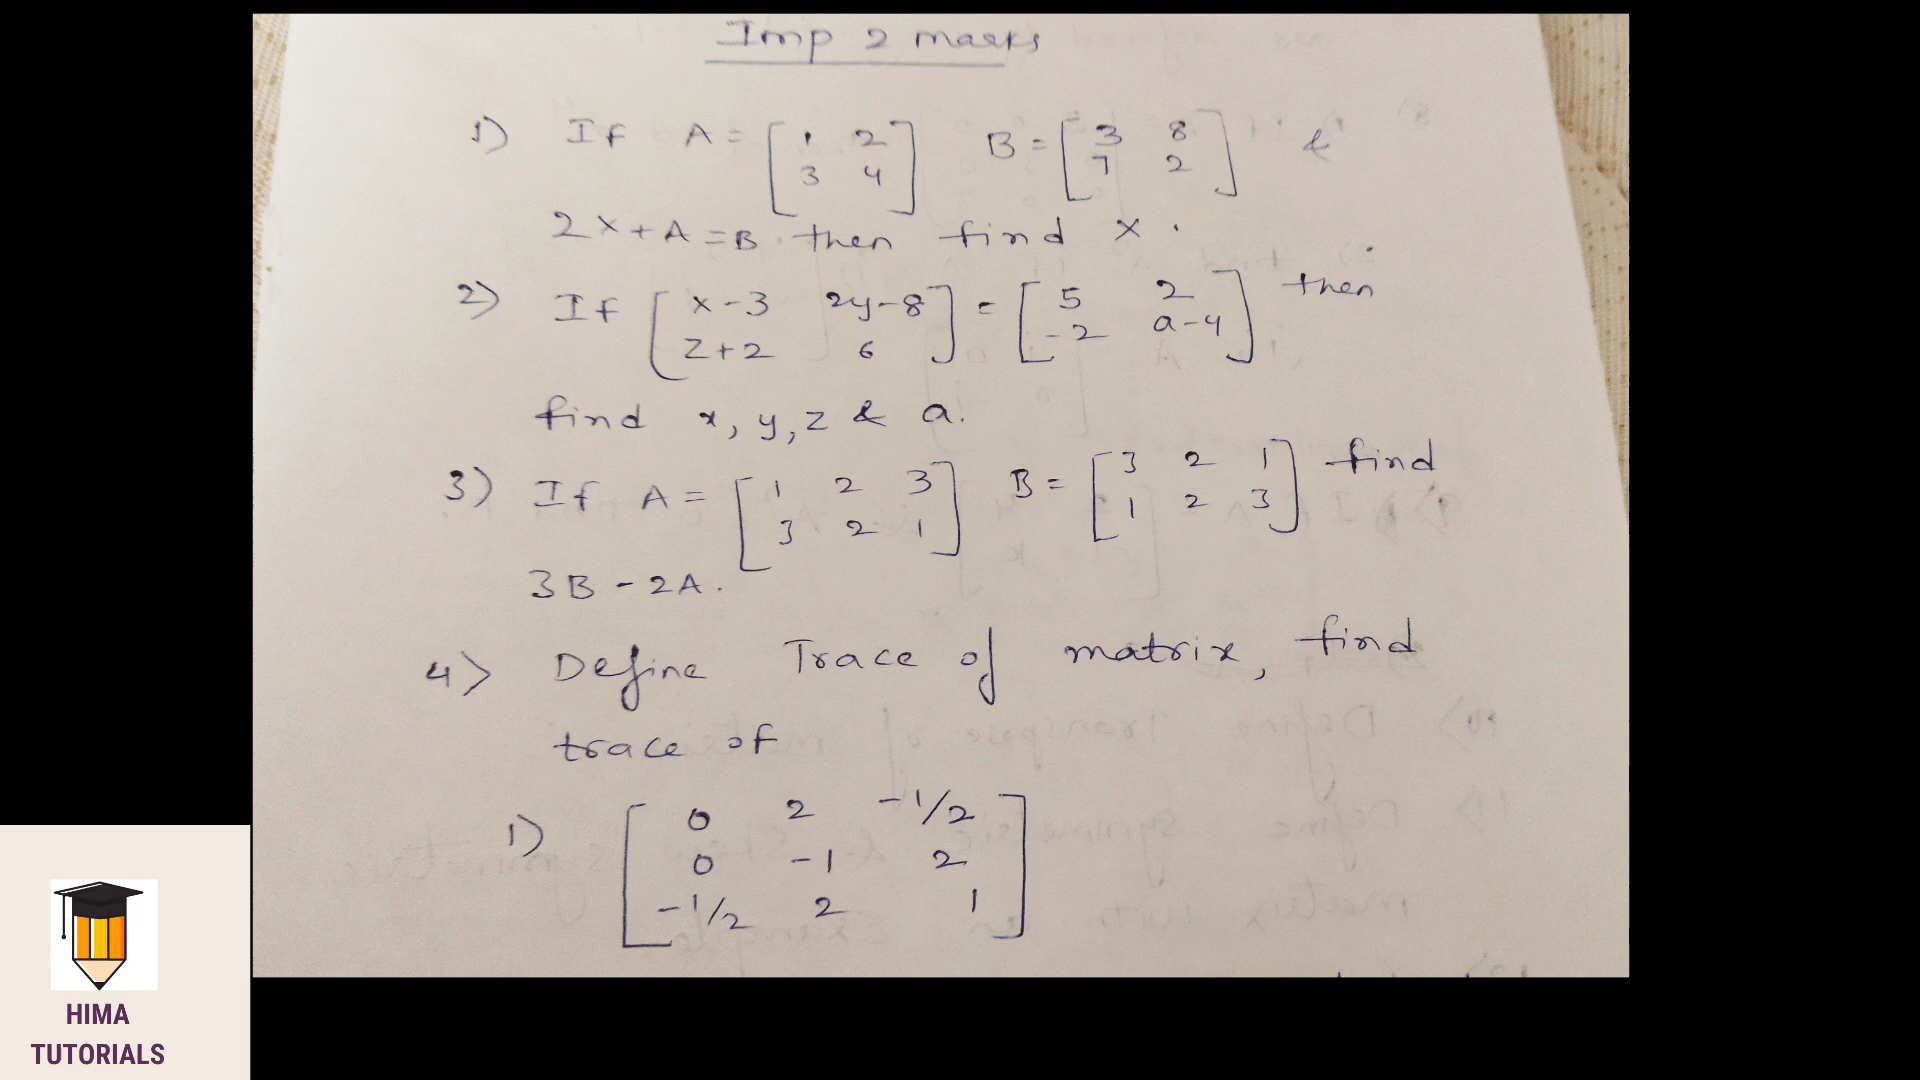 Imp 2 marks
1) If A = [1 2 3 4] B = [3 8 7 2] &
2x+A=B. then find x.
2) If [x-3 2y-8 z+2 6] = [5 2 -2 a-4] then
find x, y, z & a.
3) If A = [1 2 3 3 2 1] B = [3 2 1 1 2 3] find
3B - 2A.
4) Define Trace of matrix, find
trace of
1) [0 2 -1/2
0 -1 2
-1/2 2 1]
HIMA
TUTORIALS